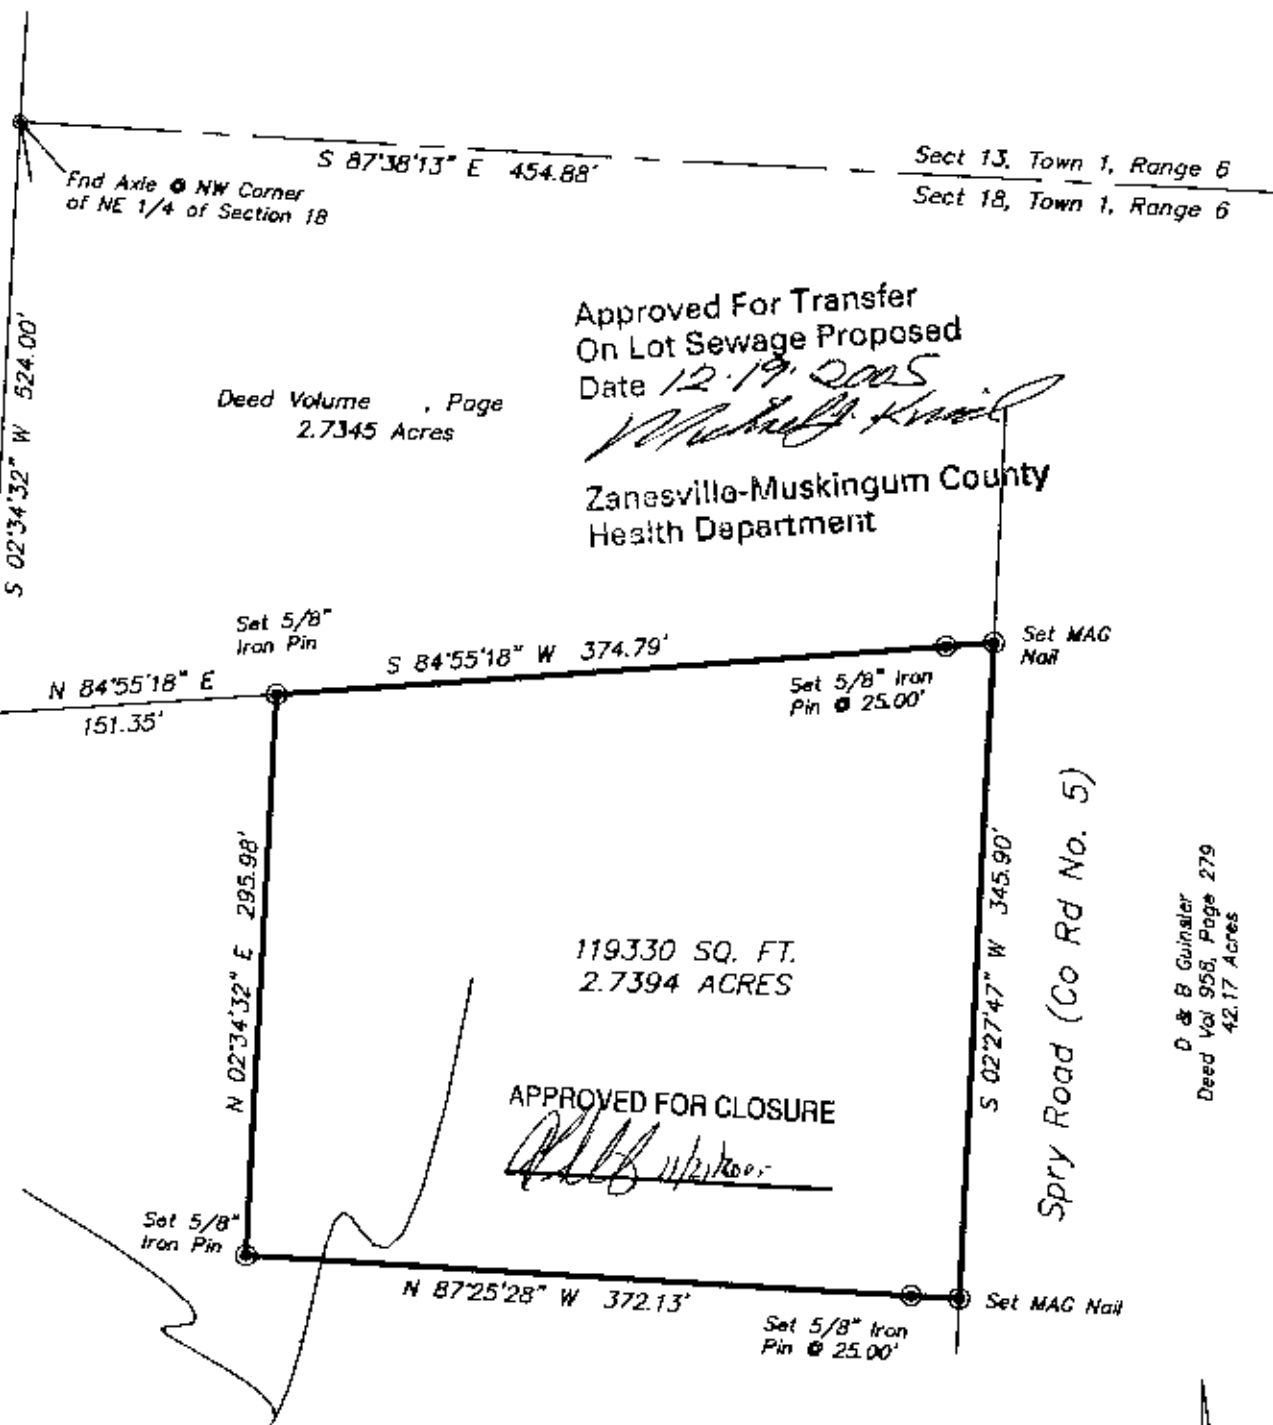 S 87°38'13" E 454.88'
Sect 13, Town 1, Range 6
Sect 18, Town 1, Range 6
Fnd Axle @ NW Corner
of NE 1/4 of Section 18
S 02°34'32" W 524.00'
Approved For Transfer
On Lot Sewage Proposed
Date 12.19.2005
Deed Volume , Page
2.7345 Acres
Zanesville-Muskingum County
Health Department
Set 5/8"
Iron Pin
S 84°55'18" W 374.79'
Set MAG
Nail
N 84°55'18" E
151.35'
Set 5/8" Iron
Pin @ 25.00'
N 02°34'32" E 295.98'
S 02°27'47" W 345.90'
Spry Road (Co Rd No. 5)
D & B
Deed Vol 958, Page 279
42.17 Acres
119330 SQ. FT.
2.7394 ACRES
APPROVED FOR CLOSURE
Set 5/8"
Iron Pin
N 87°25'28" W 372.13'
Set MAG Nail
Set 5/8" Iron
Pin @ 25.00'